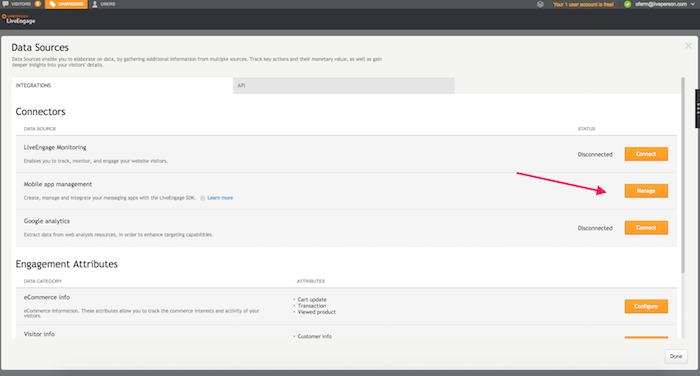 VISITORS 0 CAMPAIGNS USERS Your 1 user account is free! oferm@liveperson.com
LIVEPERSON
LiveEngage
Data Sources
Data Sources enable you to elaborate on data, by gathering additional information from multiple sources. Track key actions and their monetary value, as well as gain
deeper insights into your visitors' details.
INTEGRATIONS API
Connectors
DATA SOURCE STATUS
LiveEngage Monitoring
Enables you to track, monitor, and engage your website visitors.
Disconnected Connect
Mobile app management
Create, manage and integrate your messaging apps with the LiveEngage SDK. Learn more
Manage
Google analytics
Extract data from web analysis resources, in order to enhance targeting capabilities.
Disconnected Connect
Engagement Attributes
DATA CATEGORY ATTRIBUTES
eCommerce info
eCommerce information. These attributes allow you to track the commerce interests and activity of your
visitors.
• Cart update
• Transaction
• Viewed product
Configure
Visitor info
• Customer info
Done